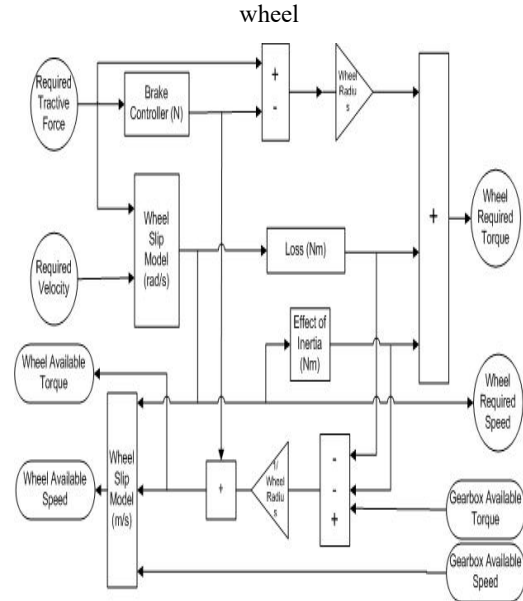 wheel
Required
Tractive
Force
Brake
Controller (N)
+
-
Wheel
Radiu
s
+
Wheel
Required
Torque
Required
Velocity
Wheel
Slip
Model
(rad/s)
Loss (Nm)
Effect of
Inertia
(Nm)
Wheel
Required
Speed
Wheel Available
Torque
Wheel Available
Speed
Wheel
Slip
Model
(m/s)
+
1/
Wheel
Radiu
s
-
-
+
Gearbox Available
Torque
Gearbox Available
Speed